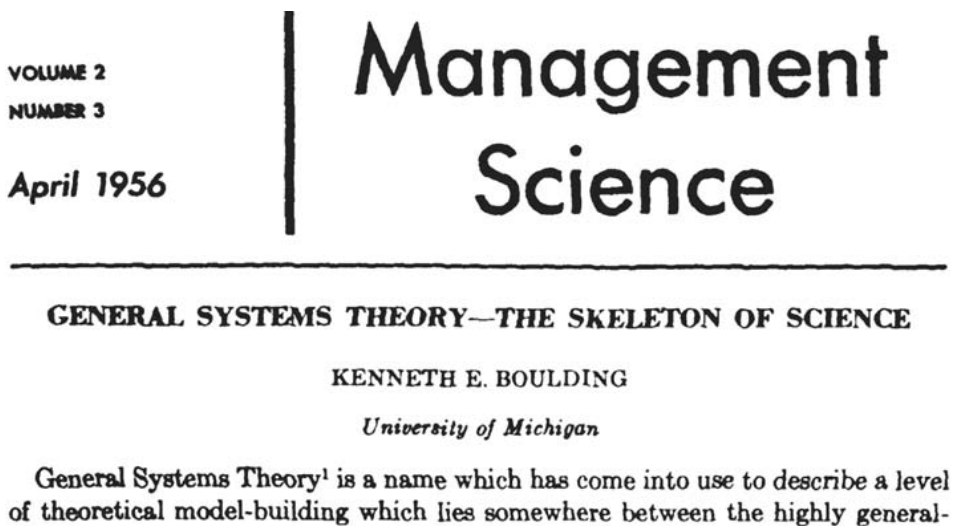 VOLUME 2
NUMBER 3
April 1956
Management
Science
GENERAL SYSTEMS THEORY—THE SKELETON OF SCIENCE
KENNETH E. BOULDING
University of Michigan
General Systems Theory¹ is a name which has come into use to describe a level
of theoretical model-building which lies somewhere between the highly general-